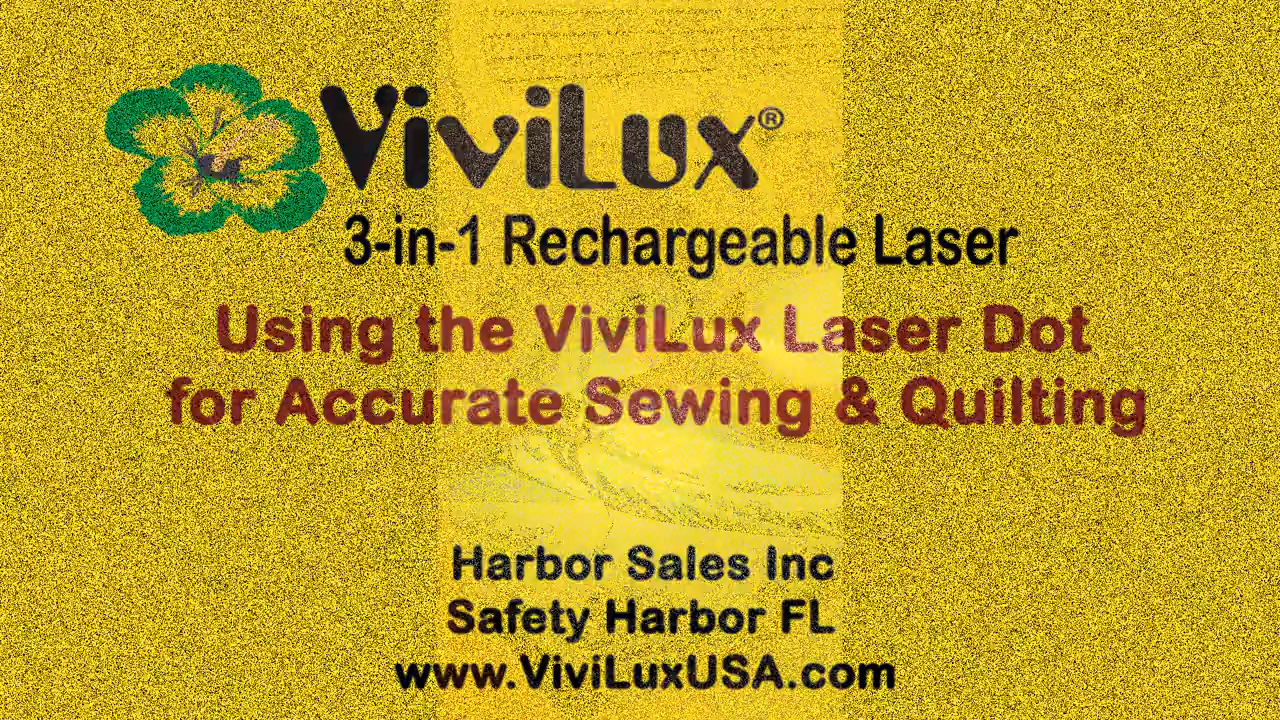 ViviLux®
3-in-1 Rechargeable Laser
Using the ViviLux Laser Dot
for Accurate Sewing & Quilting
Harbor Sales Inc
Safety Harbor FL
www.ViviLuxUSA.com